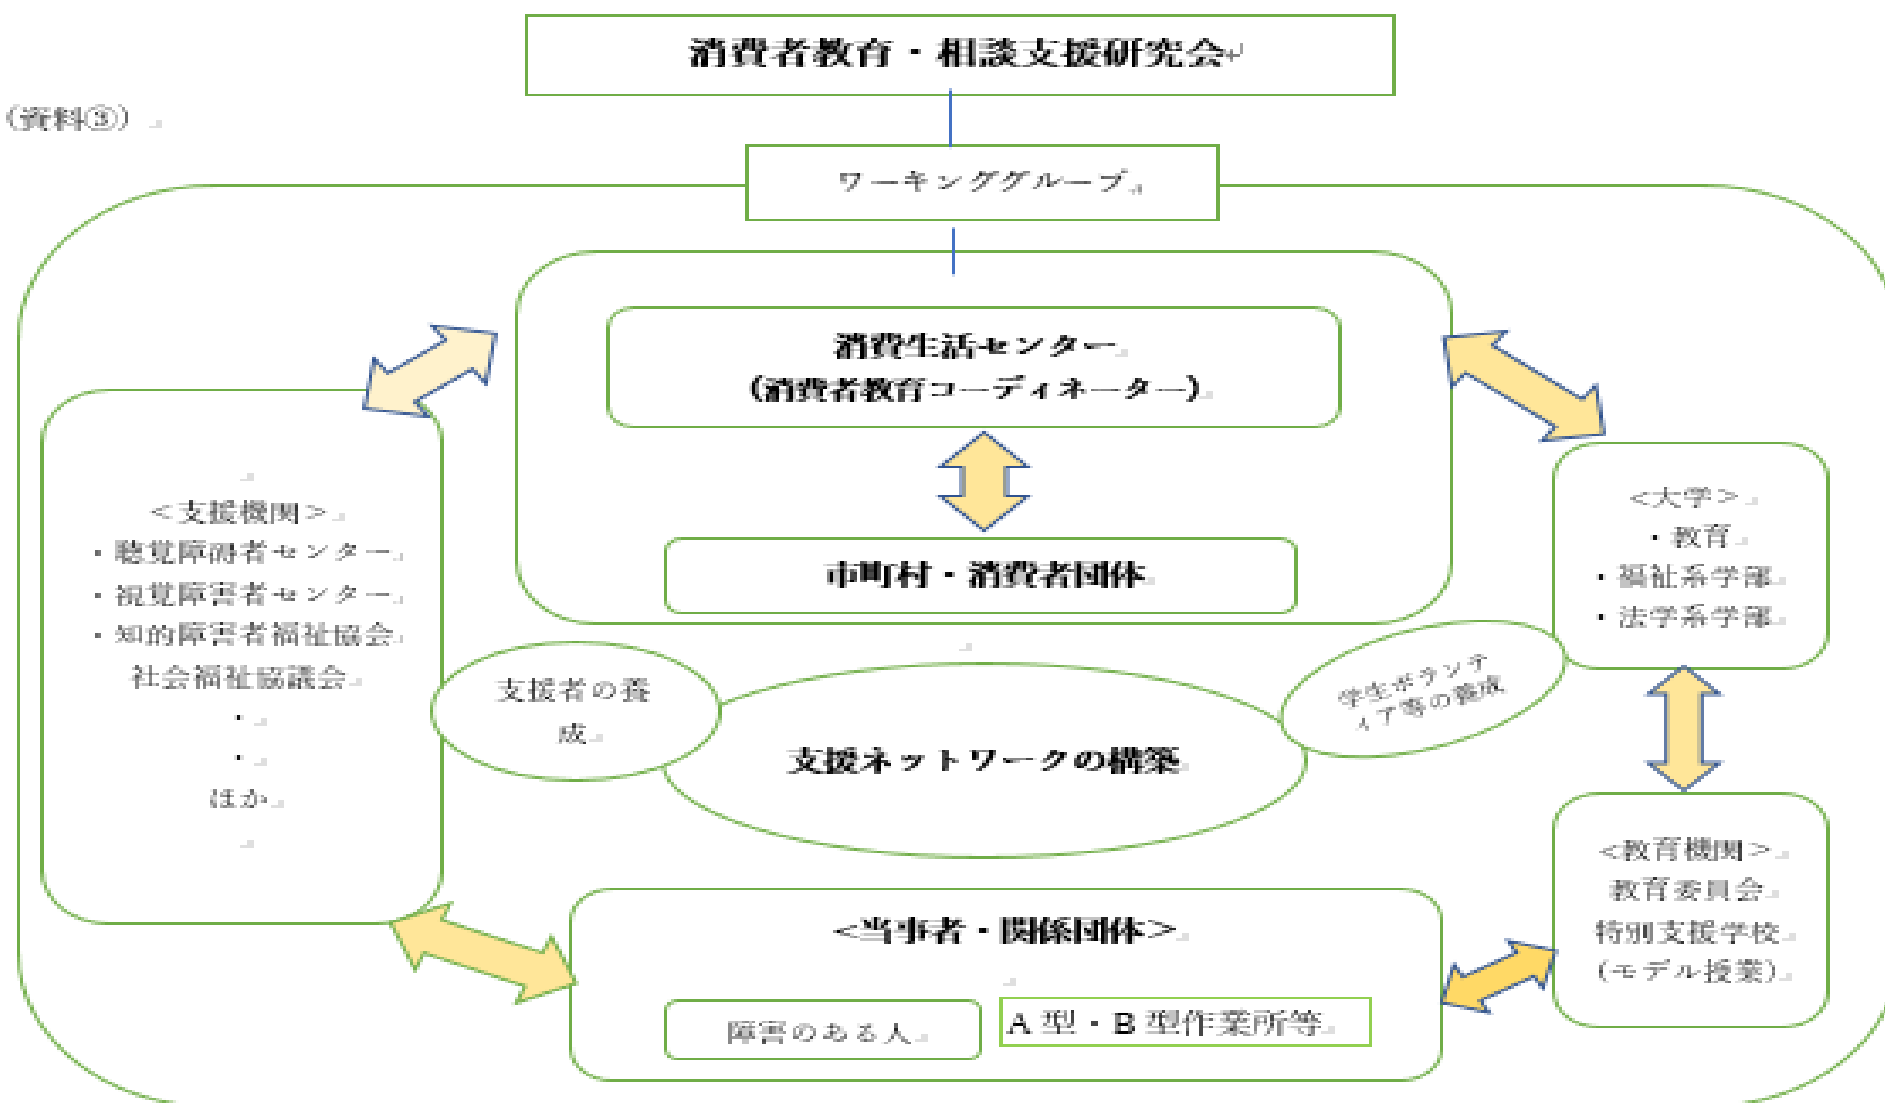 消費者教育・相談支援研究会
（資料③）
ワーキンググループ
消費生活センター
（消費者教育コーディネーター）
市町村・消費者団体
＜支援機関＞
・聴覚障碍者センター
・視覚障害者センター
・知的障害者福祉協会
社会福祉協議会
・
・
ほか
＜大学＞
・教育
・福祉系学部
・法学系学部
支援者の養
成
学生ボランテ
ィア等の養成
支援ネットワークの構築
＜教育機関＞
教育委員会
特別支援学校
（モデル授業）
＜当事者・関係団体＞
障害のある人
A 型・B 型作業所等